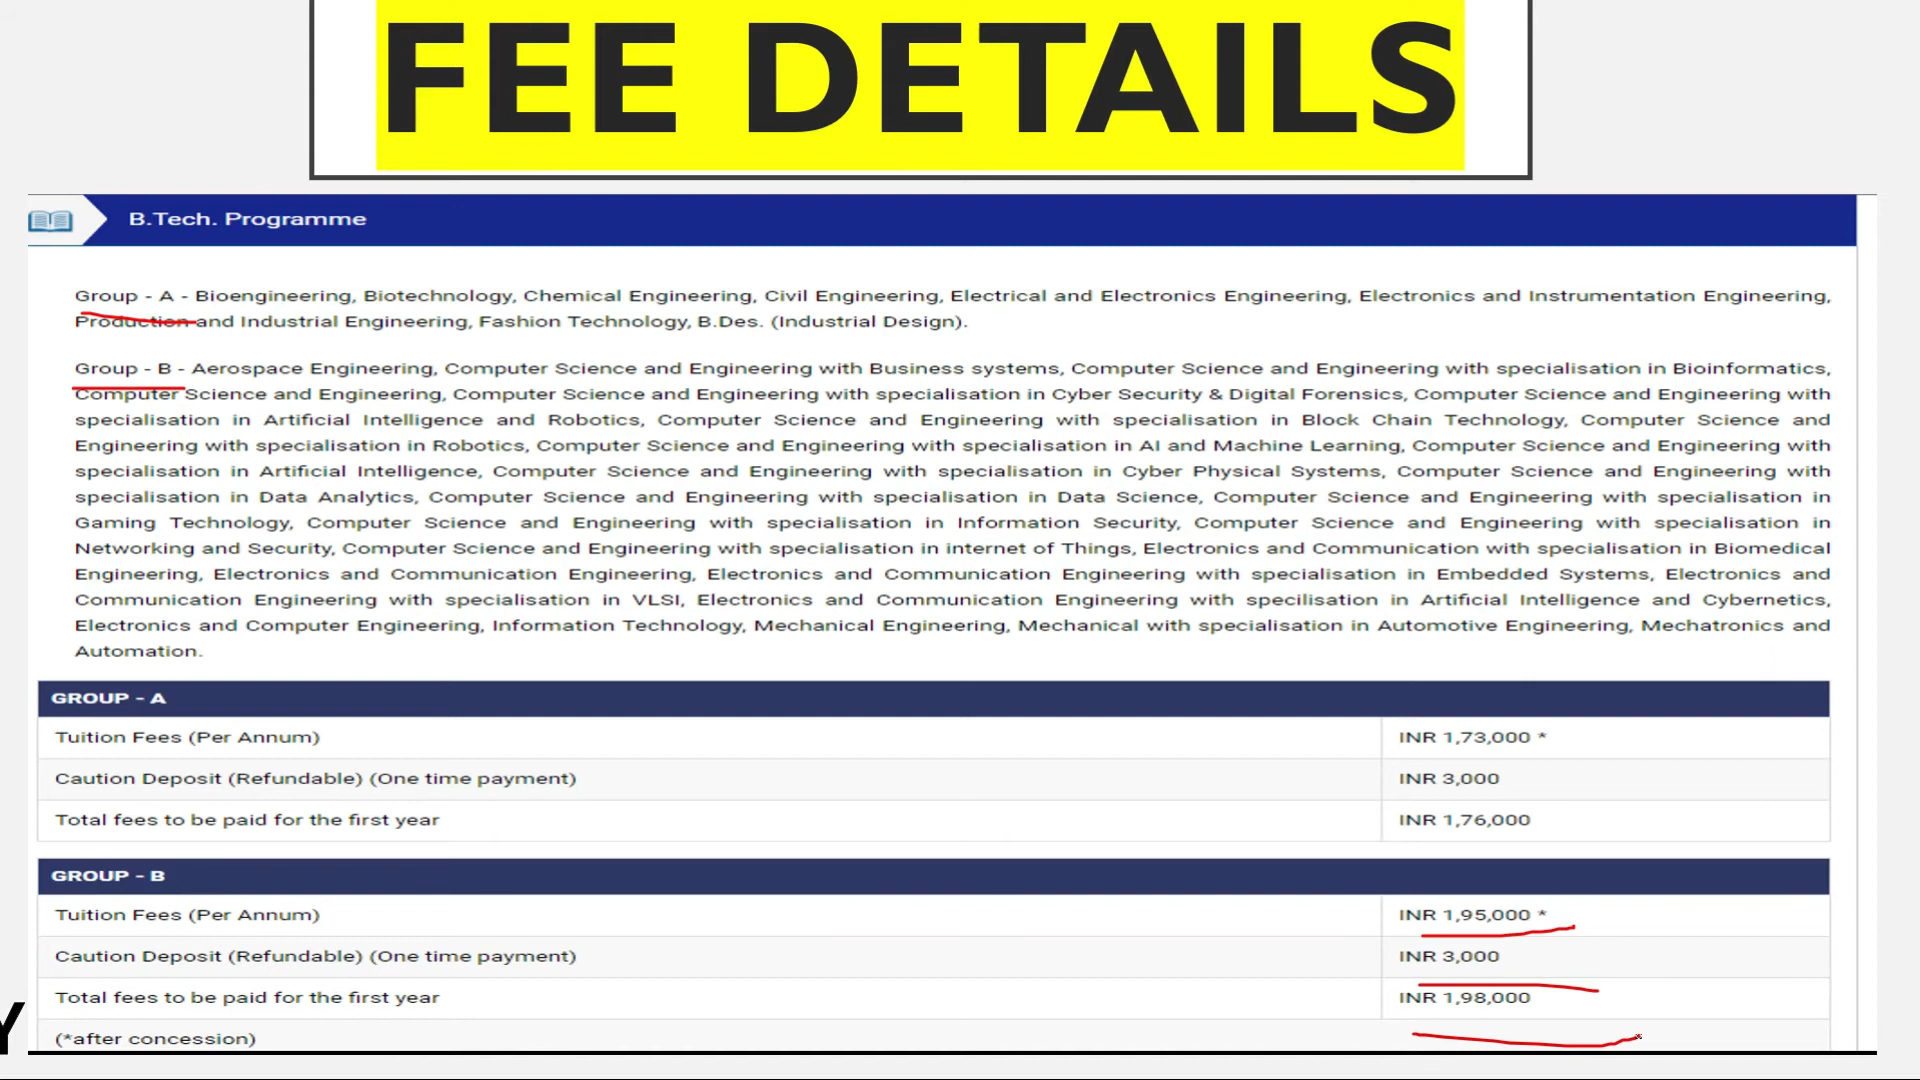 FEE DETAILS
B.Tech. Programme
Group - A - Bioengineering, Biotechnology, Chemical Engineering, Civil Engineering, Electrical and Electronics Engineering, Electronics and Instrumentation Engineering,
Production and Industrial Engineering, Fashion Technology, B.Des. (Industrial Design).
Group - B - Aerospace Engineering, Computer Science and Engineering with Business systems, Computer Science and Engineering with specialisation in Bioinformatics,
Computer Science and Engineering, Computer Science and Engineering with specialisation in Cyber Security & Digital Forensics, Computer Science and Engineering with
specialisation in Artificial Intelligence and Robotics, Computer Science and Engineering with specialisation in Block Chain Technology, Computer Science and
Engineering with specialisation in Robotics, Computer Science and Engineering with specialisation in AI and Machine Learning, Computer Science and Engineering with
specialisation in Artificial Intelligence, Computer Science and Engineering with specialisation in Cyber Physical Systems, Computer Science and Engineering with
specialisation in Data Analytics, Computer Science and Engineering with specialisation in Data Science, Computer Science and Engineering with specialisation in
Gaming Technology, Computer Science and Engineering with specialisation in Information Security, Computer Science and Engineering with specialisation in
Networking and Security, Computer Science and Engineering with specialisation in internet of Things, Electronics and Communication with specialisation in Biomedical
Engineering, Electronics and Communication Engineering, Electronics and Communication Engineering with specialisation in Embedded Systems, Electronics and
Communication Engineering with specialisation in VLSI, Electronics and Communication Engineering with specilisation in Artificial Intelligence and Cybernetics,
Electronics and Computer Engineering, Information Technology, Mechanical Engineering, Mechanical with specialisation in Automotive Engineering, Mechatronics and
Automation.
GROUP - A
Tuition Fees (Per Annum) INR 1,73,000 *
Caution Deposit (Refundable) (One time payment) INR 3,000
Total fees to be paid for the first year INR 1,76,000
GROUP - B
Tuition Fees (Per Annum) INR 1,95,000 *
Caution Deposit (Refundable) (One time payment) INR 3,000
Total fees to be paid for the first year INR 1,98,000
(*after concession)
Y